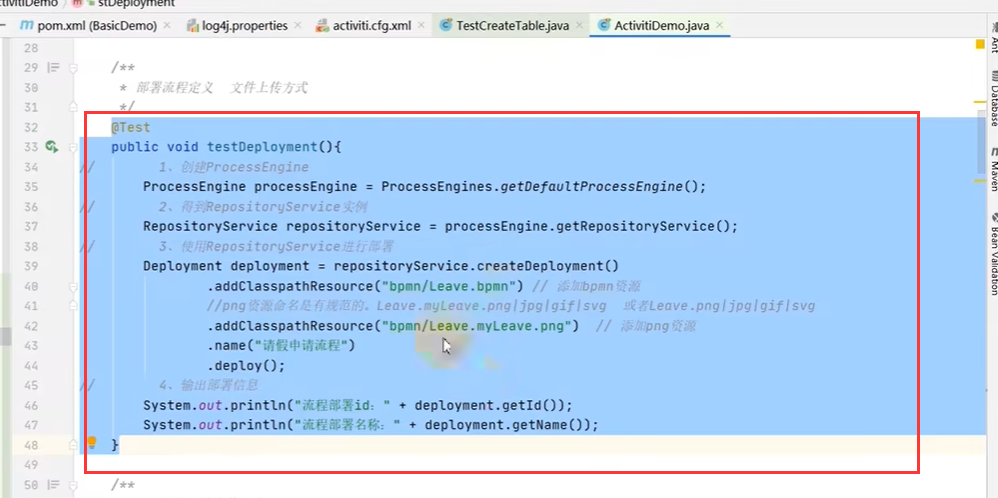 ctivitiDemo
stDeployment
pom.xml (BasicDemo)
log4j.properties
activiti.cfg.xml
TestCreateTable.java
ActivitiDemo.java
28
29 /**
30 * 部署流程定义 文件上传方式
31 */
32 @Test
33 public void testDeployment(){
34 // 1、创建ProcessEngine
35 ProcessEngine processEngine = ProcessEngines.getDefaultProcessEngine();
36 // 2、得到RepositoryService实例
37 RepositoryService repositoryService = processEngine.getRepositoryService();
38 // 3、使用RepositoryService进行部署
39 Deployment deployment = repositoryService.createDeployment()
40 .addClasspathResource("bpmn/Leave.bpmn") // 添加bpmn资源
41 //png资源命名是有规范的。Leave.myLeave.png|jpg|gif|svg 或者Leave.png|jpg|gif|svg
42 .addClasspathResource("bpmn/Leave.myLeave.png") // 添加png资源
43 .name("请假申请流程")
44 .deploy();
45 // 4、输出部署信息
46 System.out.println("流程部署id：" + deployment.getId());
47 System.out.println("流程部署名称：" + deployment.getName());
48 }
49
50 /**
Ant
Database
Maven
Bean Validation